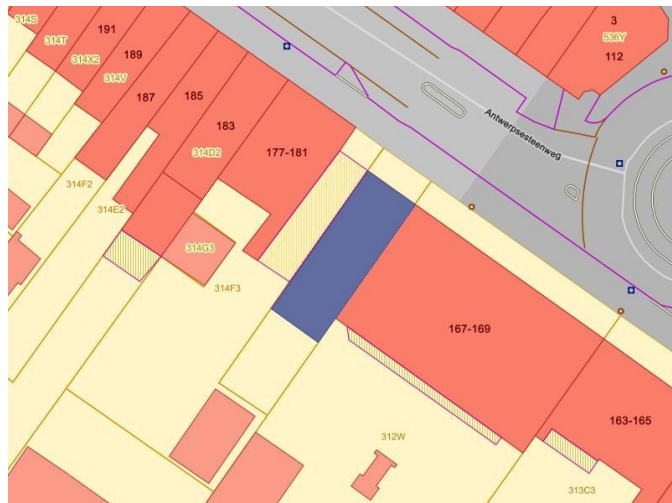 314S
314T
191
314X2
189
314V
187
185
183
314D2
177-181
3
536Y
112
Antwerpsesteenweg
314F2
314E2
314G3
314F3
167-169
163-165
312W
313C3